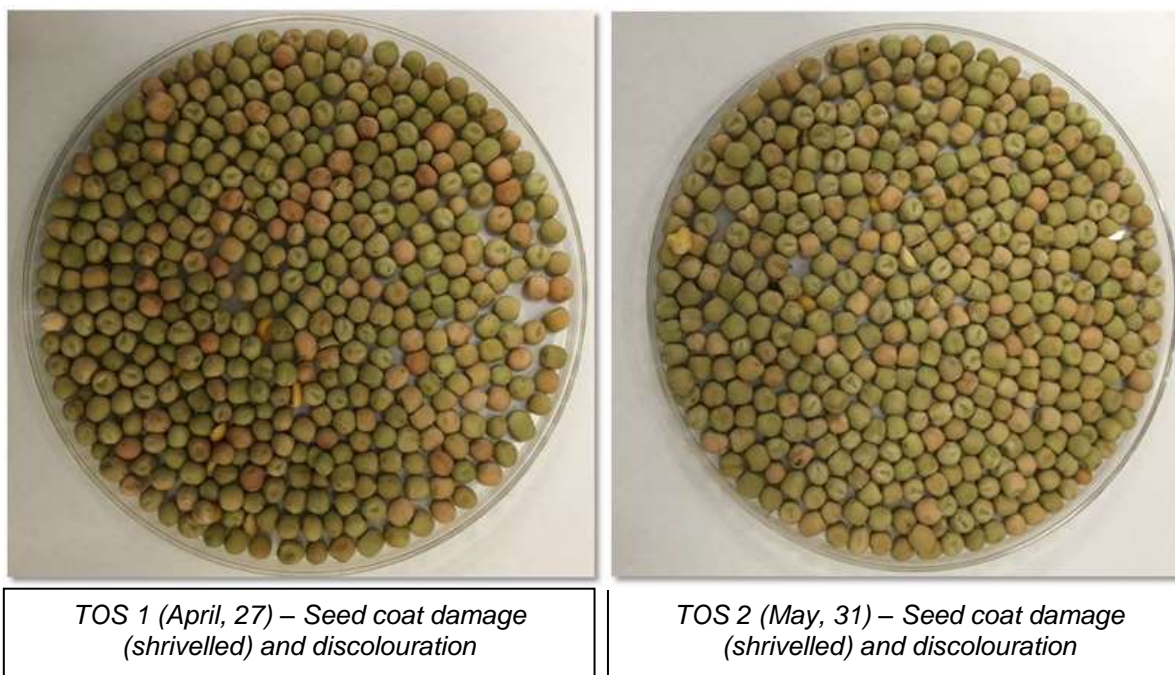 TOS 1 (April, 27) – Seed coat damage
(shrivelled) and discolouration
TOS 2 (May, 31) – Seed coat damage
(shrivelled) and discolouration